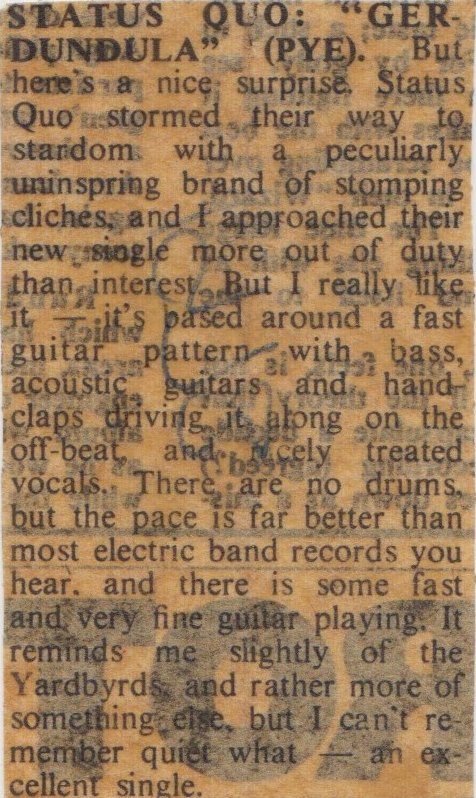 STATUS QUO: "GER-
DUNDULA" (PYE). But
here's a nice surprise. Status
Quo stormed their way to
stardom with a peculiarly
uninspring brand of stomping
cliches, and I approached their
new single more out of duty
than interest. But I really like
it — it's based around a fast
guitar pattern with bass,
acoustic guitars and hand-
claps driving it along on the
off-beat, and nicely treated
vocals. There are no drums,
but the pace is far better than
most electric band records you
hear, and there is some fast
and very fine guitar playing. It
reminds me slightly of the
Yardbyrds, and rather more of
something else, but I can't re-
member quiet what — an ex-
cellent single.